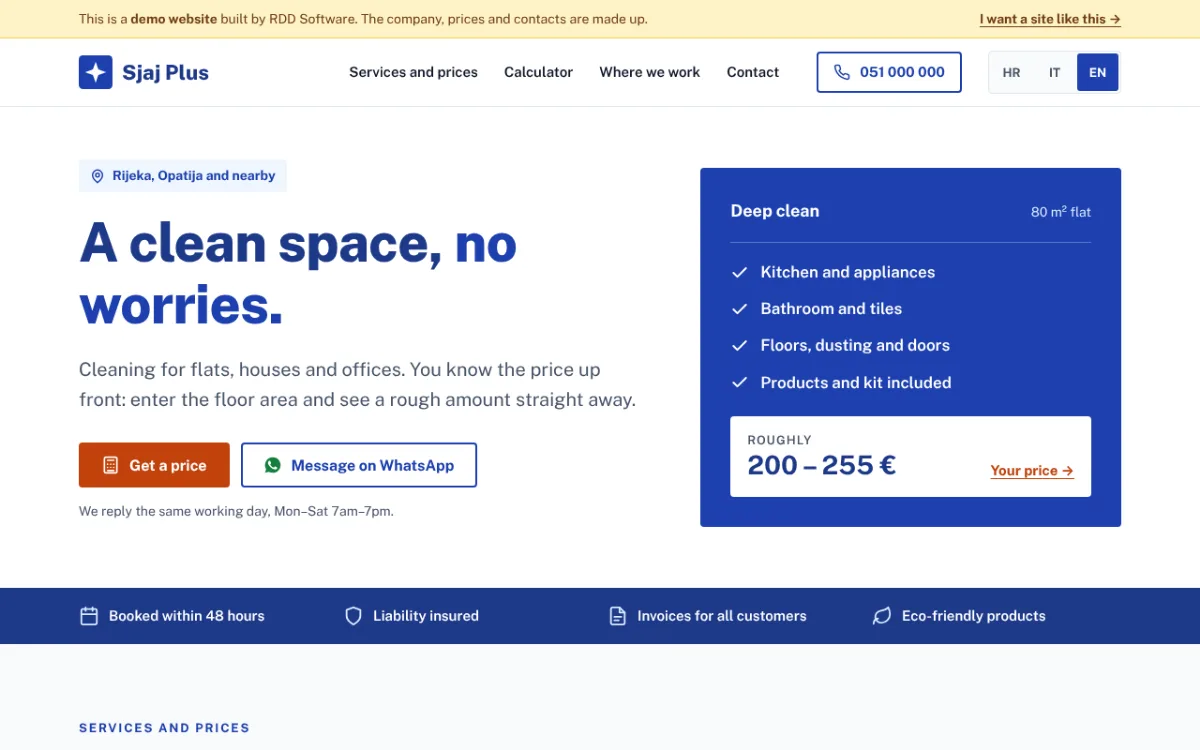 This is a demo website built by RDD Software. The company, prices and contacts are made up.
I want a site like this →
Sjaj Plus
Services and prices
Calculator
Where we work
Contact
051 000 000
HR
IT
EN
Rijeka, Opatija and nearby
A clean space, no
worries.
Cleaning for flats, houses and offices. You know the price up
front: enter the floor area and see a rough amount straight away.
Get a price
Message on WhatsApp
We reply the same working day, Mon–Sat 7am–7pm.
Deep clean
80 m² flat
Kitchen and appliances
Bathroom and tiles
Floors, dusting and doors
Products and kit included
ROUGHLY
200 – 255 €
Your price →
Booked within 48 hours
Liability insured
Invoices for all customers
Eco-friendly products
SERVICES AND PRICES